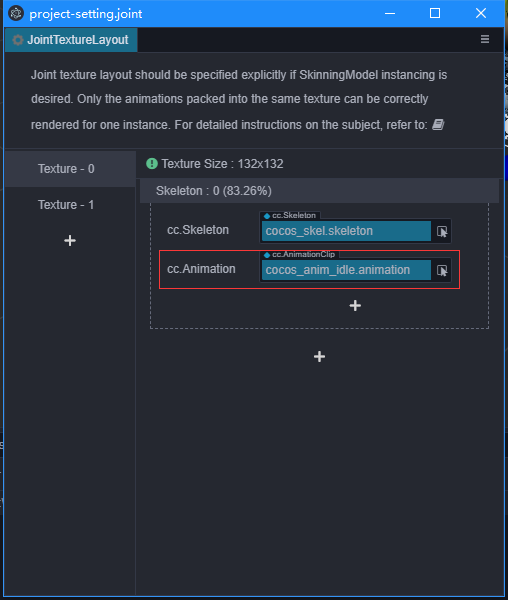 project-setting.joint
JointTextureLayout
Joint texture layout should be specified explicitly if SkinningModel instancing is
desired. Only the animations packed into the same texture can be correctly
rendered for one instance. For detailed instructions on the subject, refer to:
Texture - 0
Texture - 1
Texture Size : 132x132
Skeleton : 0 (83.26%)
cc.Skeleton
cc.Skeleton
cocos_skel.skeleton
cc.AnimationClip
cc.Animation
cocos_anim_idle.animation